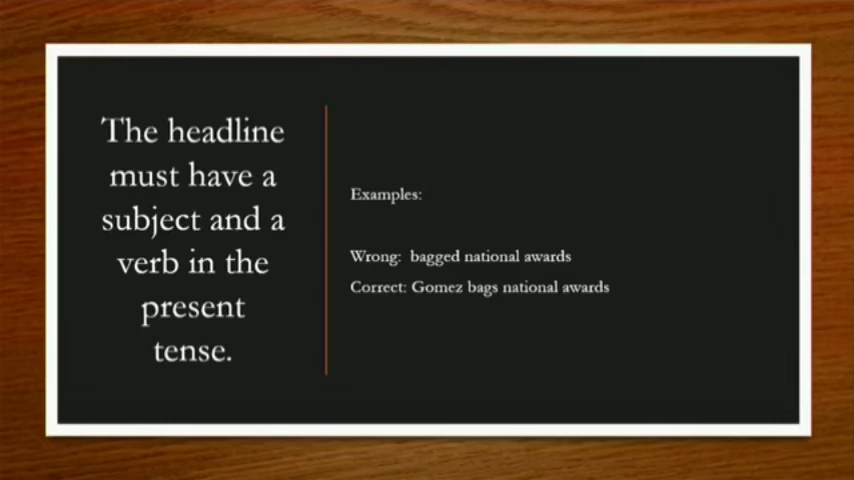 The headline
must have a
subject and a
verb in the
present
tense.
Examples:
Wrong: bagged national awards
Correct: Gomez bags national awards